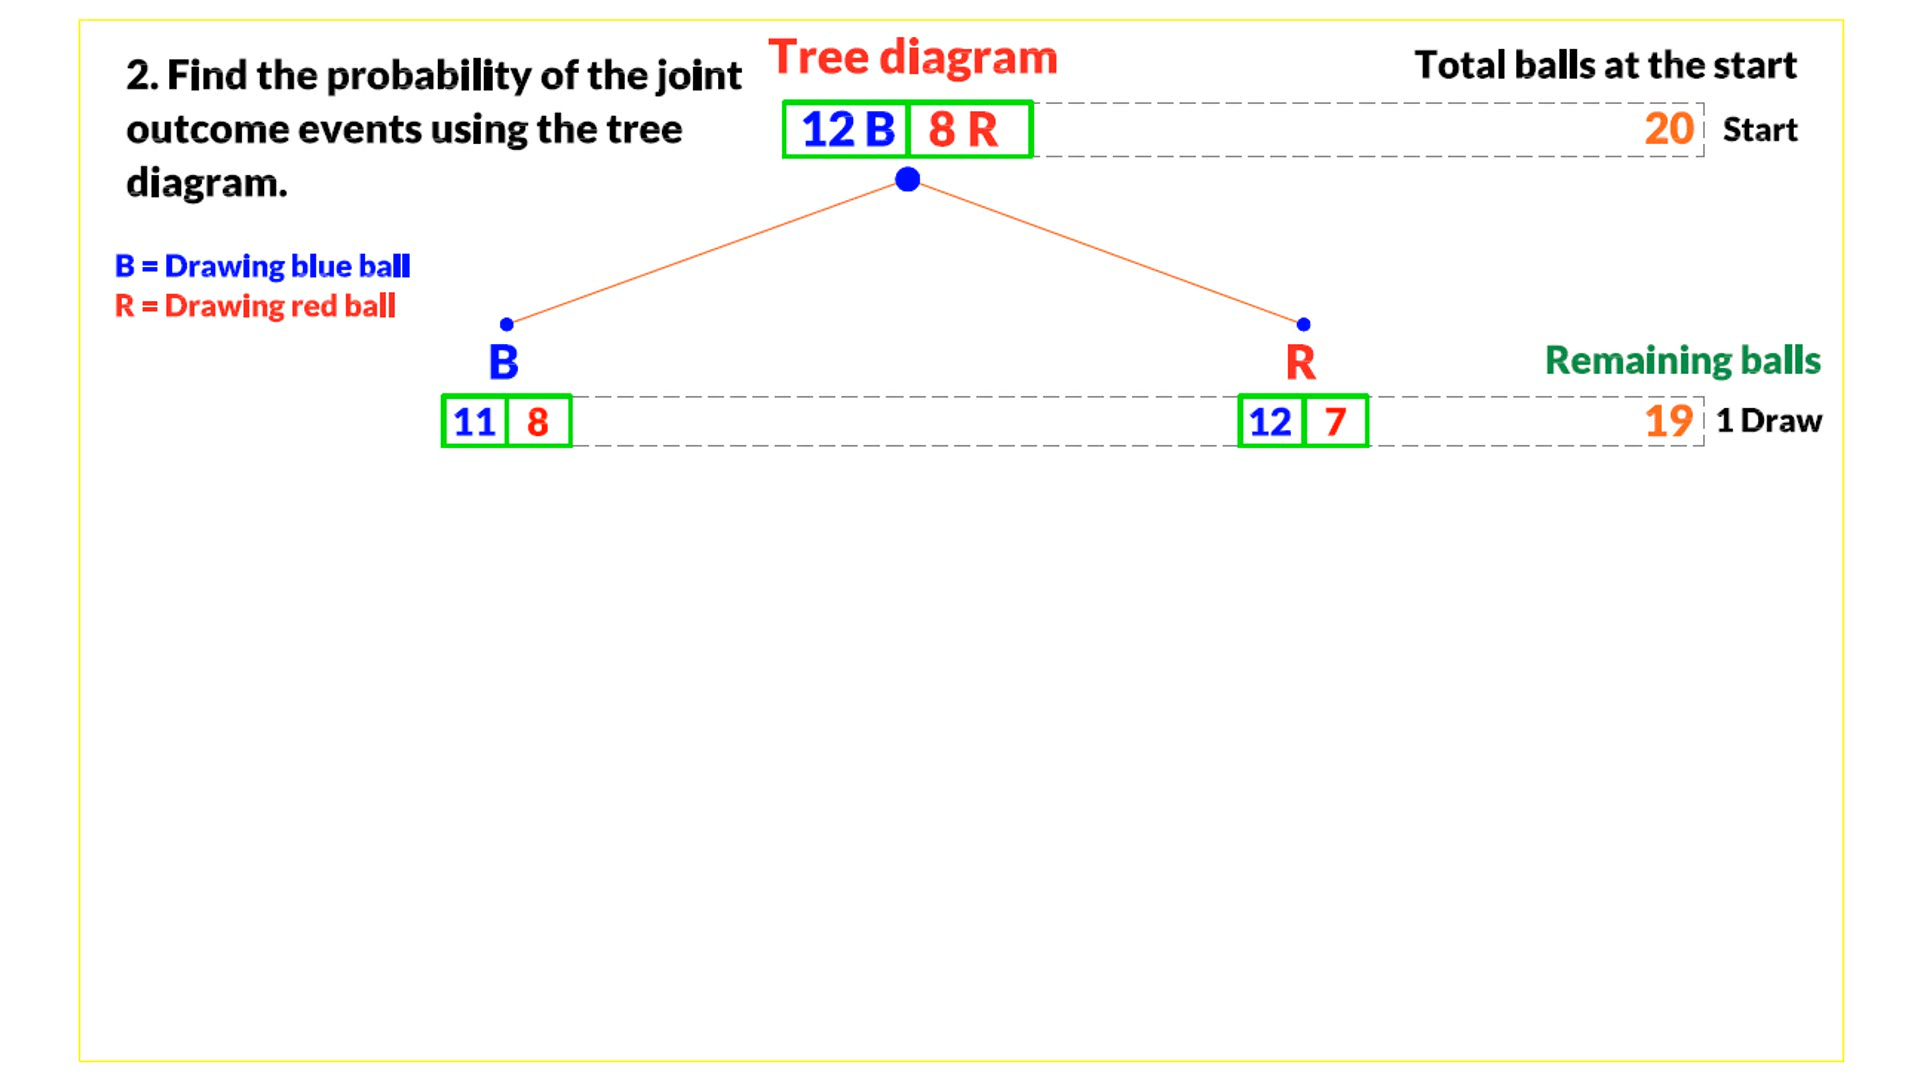 2. Find the probability of the joint
outcome events using the tree
diagram.
Tree diagram
Total balls at the start
12 B 8 R
20 Start
B = Drawing blue ball
R = Drawing red ball
B
R
Remaining balls
11 8
12 7
19 1 Draw